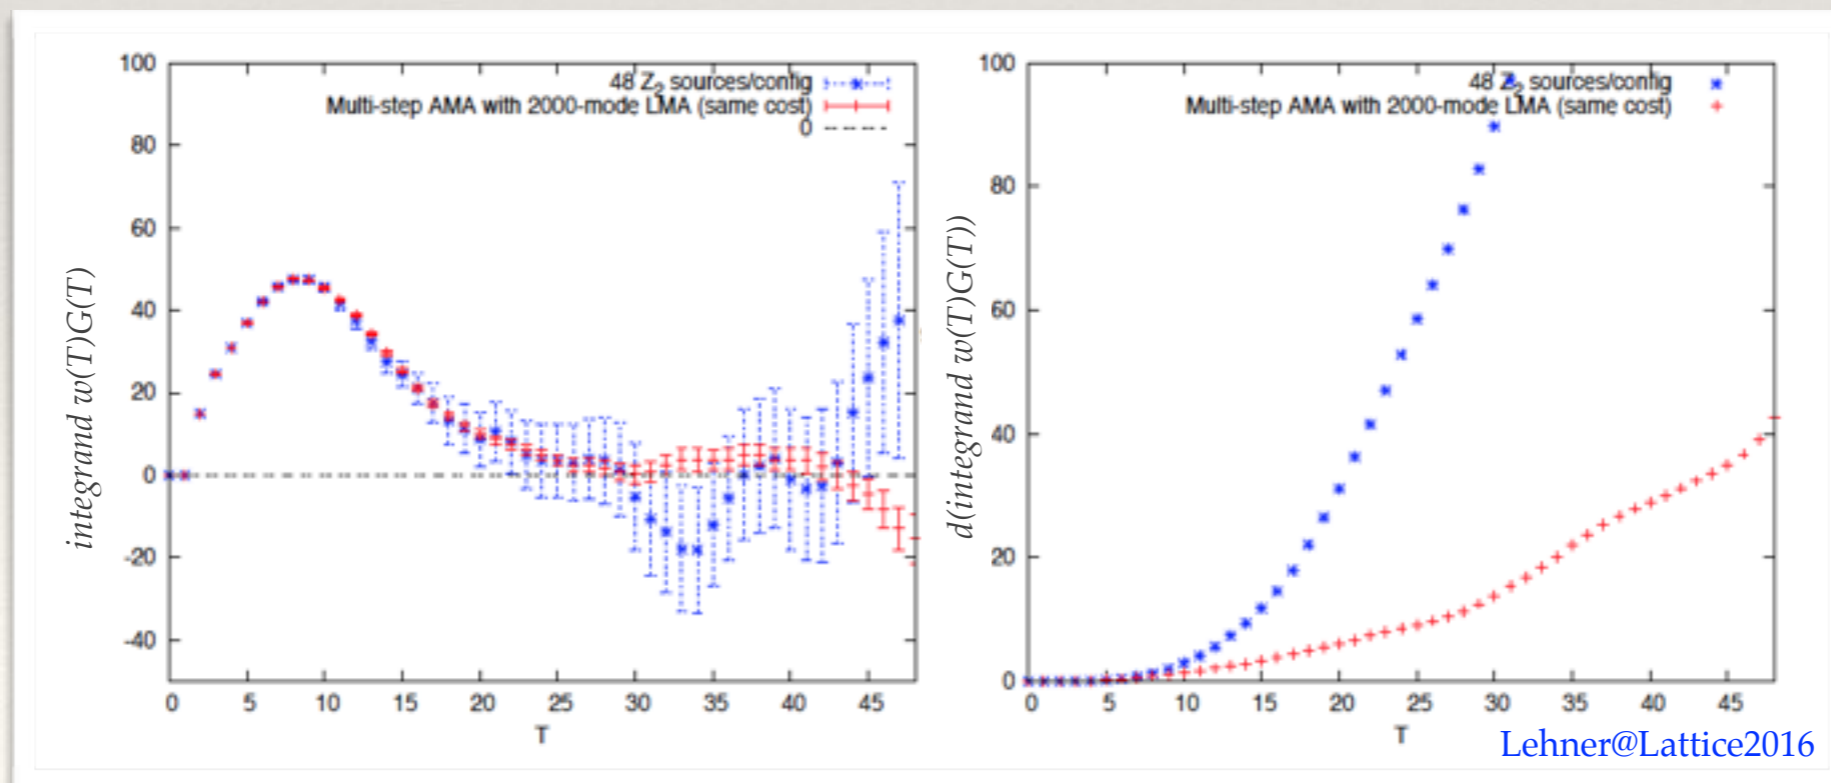 48 Z2 sources/config
Multi-step AMA with 2000-mode LMA (same cost)
0
100
80
60
40
20
0
-20
-40
0 5 10 15 20 25 30 35 40 45
T
integrand w(T)G(T)
48 Z2 sources/config
Multi-step AMA with 2000-mode LMA (same cost)
100
80
60
40
20
0
0 5 10 15 20 25 30 35 40 45
T
d(integrand w(T)G(T))
Lehner@Lattice2016